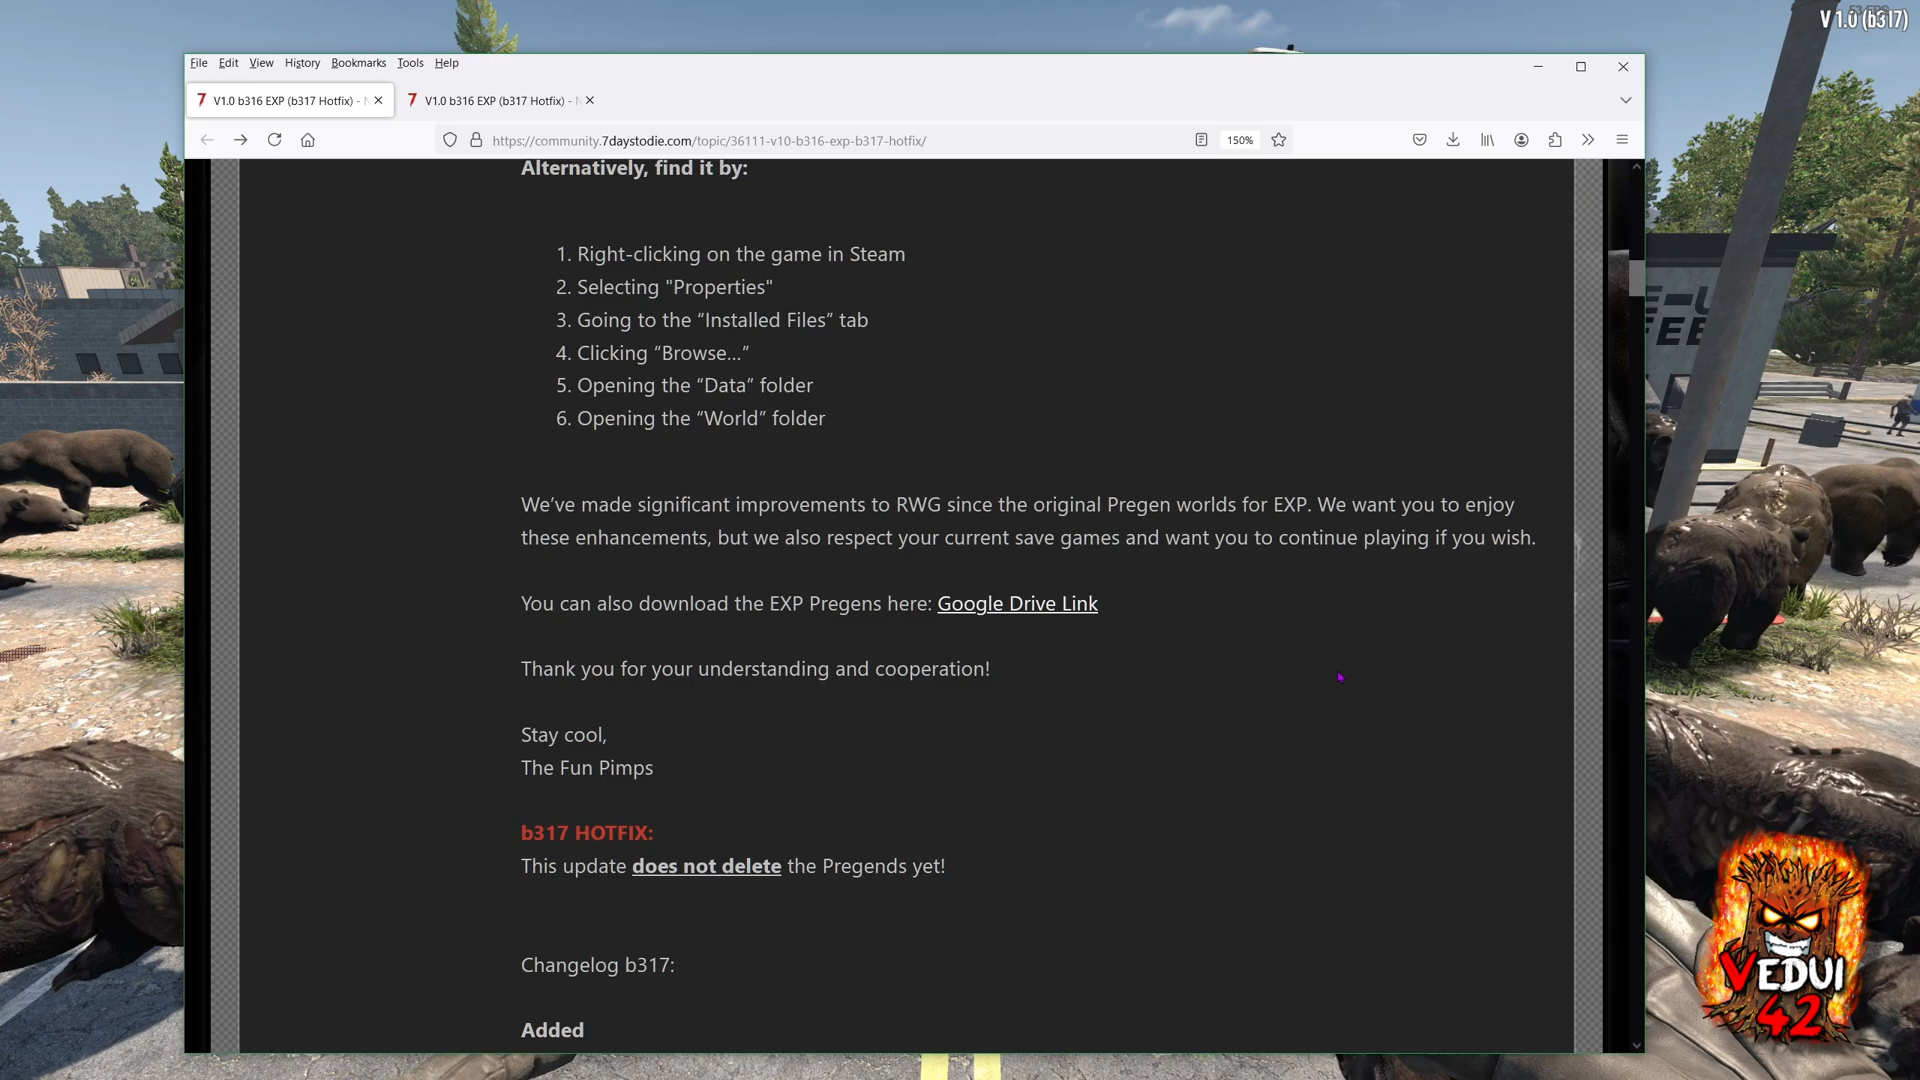 V 1.0 (b317)
File Edit View History Bookmarks Tools Help
7 V1.0 b316 EXP (b317 Hotfix) - N
7 V1.0 b316 EXP (b317 Hotfix) - N
https://community.7daystodie.com/topic/36111-v10-b316-exp-b317-hotfix/
150%
Alternatively, find it by:
1. Right-clicking on the game in Steam
2. Selecting "Properties"
3. Going to the “Installed Files” tab
4. Clicking “Browse…”
5. Opening the “Data” folder
6. Opening the “World” folder
We’ve made significant improvements to RWG since the original Pregen worlds for EXP. We want you to enjoy
these enhancements, but we also respect your current save games and want you to continue playing if you wish.
You can also download the EXP Pregens here: Google Drive Link
Thank you for your understanding and cooperation!
Stay cool,
The Fun Pimps
b317 HOTFIX:
This update does not delete the Pregends yet!
Changelog b317:
Added
VEDUI
42